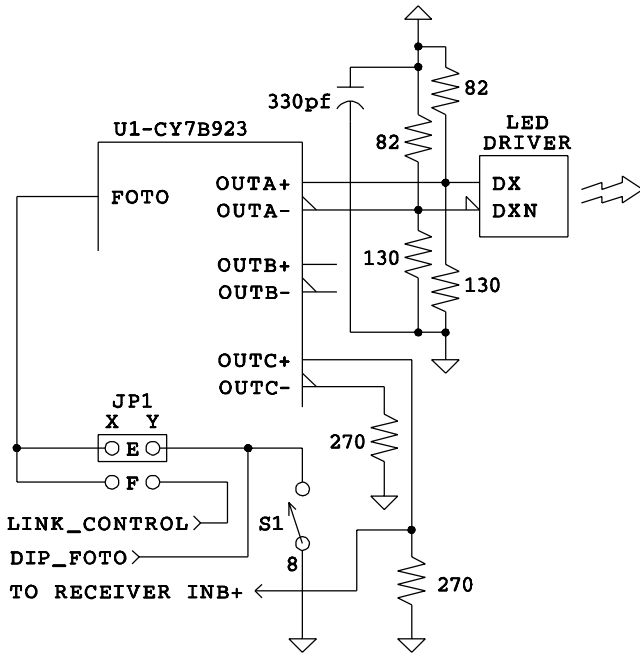 330pf
82
82
U1-CY7B923
LED
DRIVER
FOTO
OUTA+
OUTA-
DX
DXN
OUTB+
OUTB-
130
130
OUTC+
OUTC-
JP1
X Y
E
F
270
LINK_CONTROL
S1
DIP_FOTO
8
TO RECEIVER INB+
270